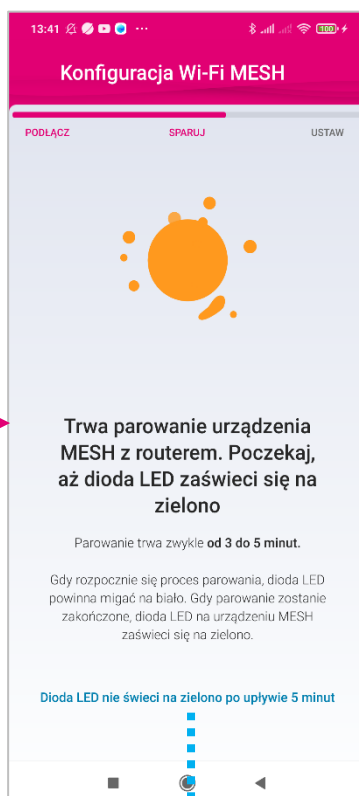 13:41
100
Konfiguracja Wi-Fi MESH
PODŁĄCZ SPARUJ USTAW
Trwa parowanie urządzenia
MESH z routerem. Poczekaj,
aż dioda LED zaświeci się na
zielono
Parowanie trwa zwykle od 3 do 5 minut.
Gdy rozpocznie się proces parowania, dioda LED
powinna migać na biało. Gdy parowanie zostanie
zakończone, dioda LED na urządzeniu MESH
zaświeci się na zielono.
Dioda LED nie świeci na zielono po upływie 5 minut